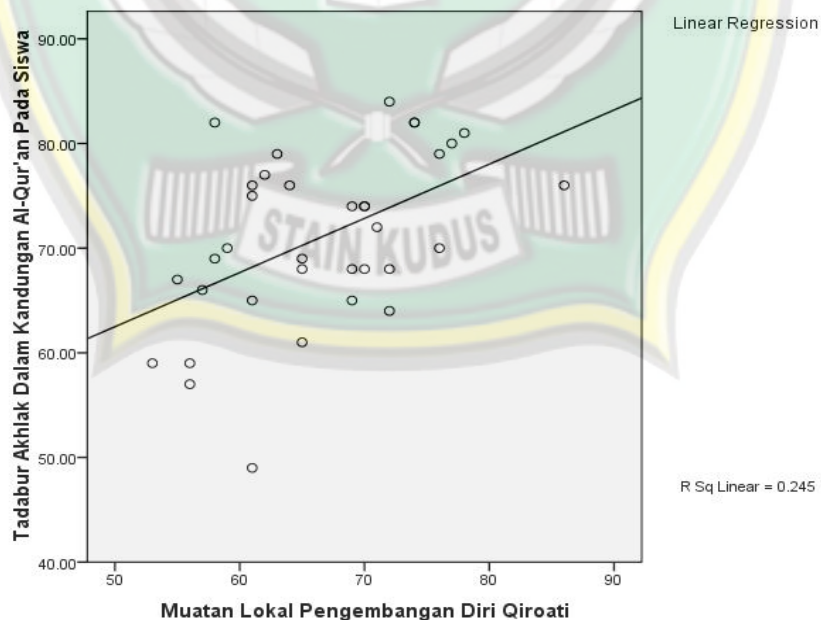 Linear Regression
Tadabur Akhlak Dalam Kandungan Al-Qur'an Pada Siswa
90.00
80.00
70.00
60.00
50.00
40.00
STAIN KUDUS
50 60 70 80 90
R Sq Linear = 0.245
Muatan Lokal Pengembangan Diri Qiroati